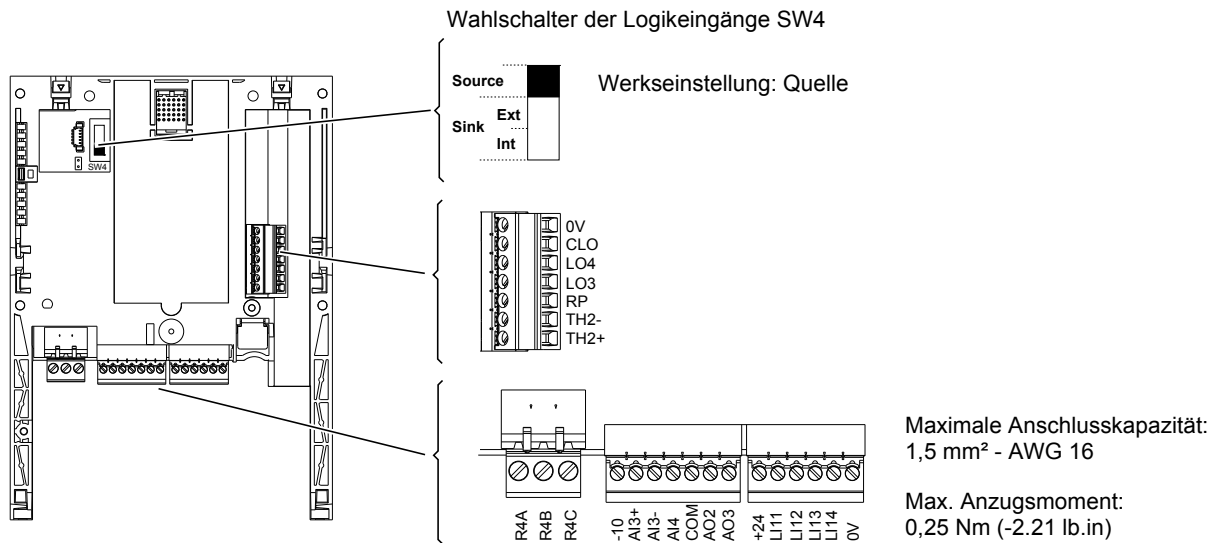 Wahlschalter der Logikeingänge SW4
Source
Werkseinstellung: Quelle
Sink
Ext
Int
SW4
0V
CLO
LO4
LO3
RP
TH2-
TH2+
R4A
R4B
R4C
-10
AI3+
AI3-
AI4
COM
AO2
AO3
+24
LI11
LI12
LI13
LI14
0V
Maximale Anschlusskapazität:
1,5 mm² - AWG 16
Max. Anzugsmoment:
0,25 Nm (-2.21 lb.in)